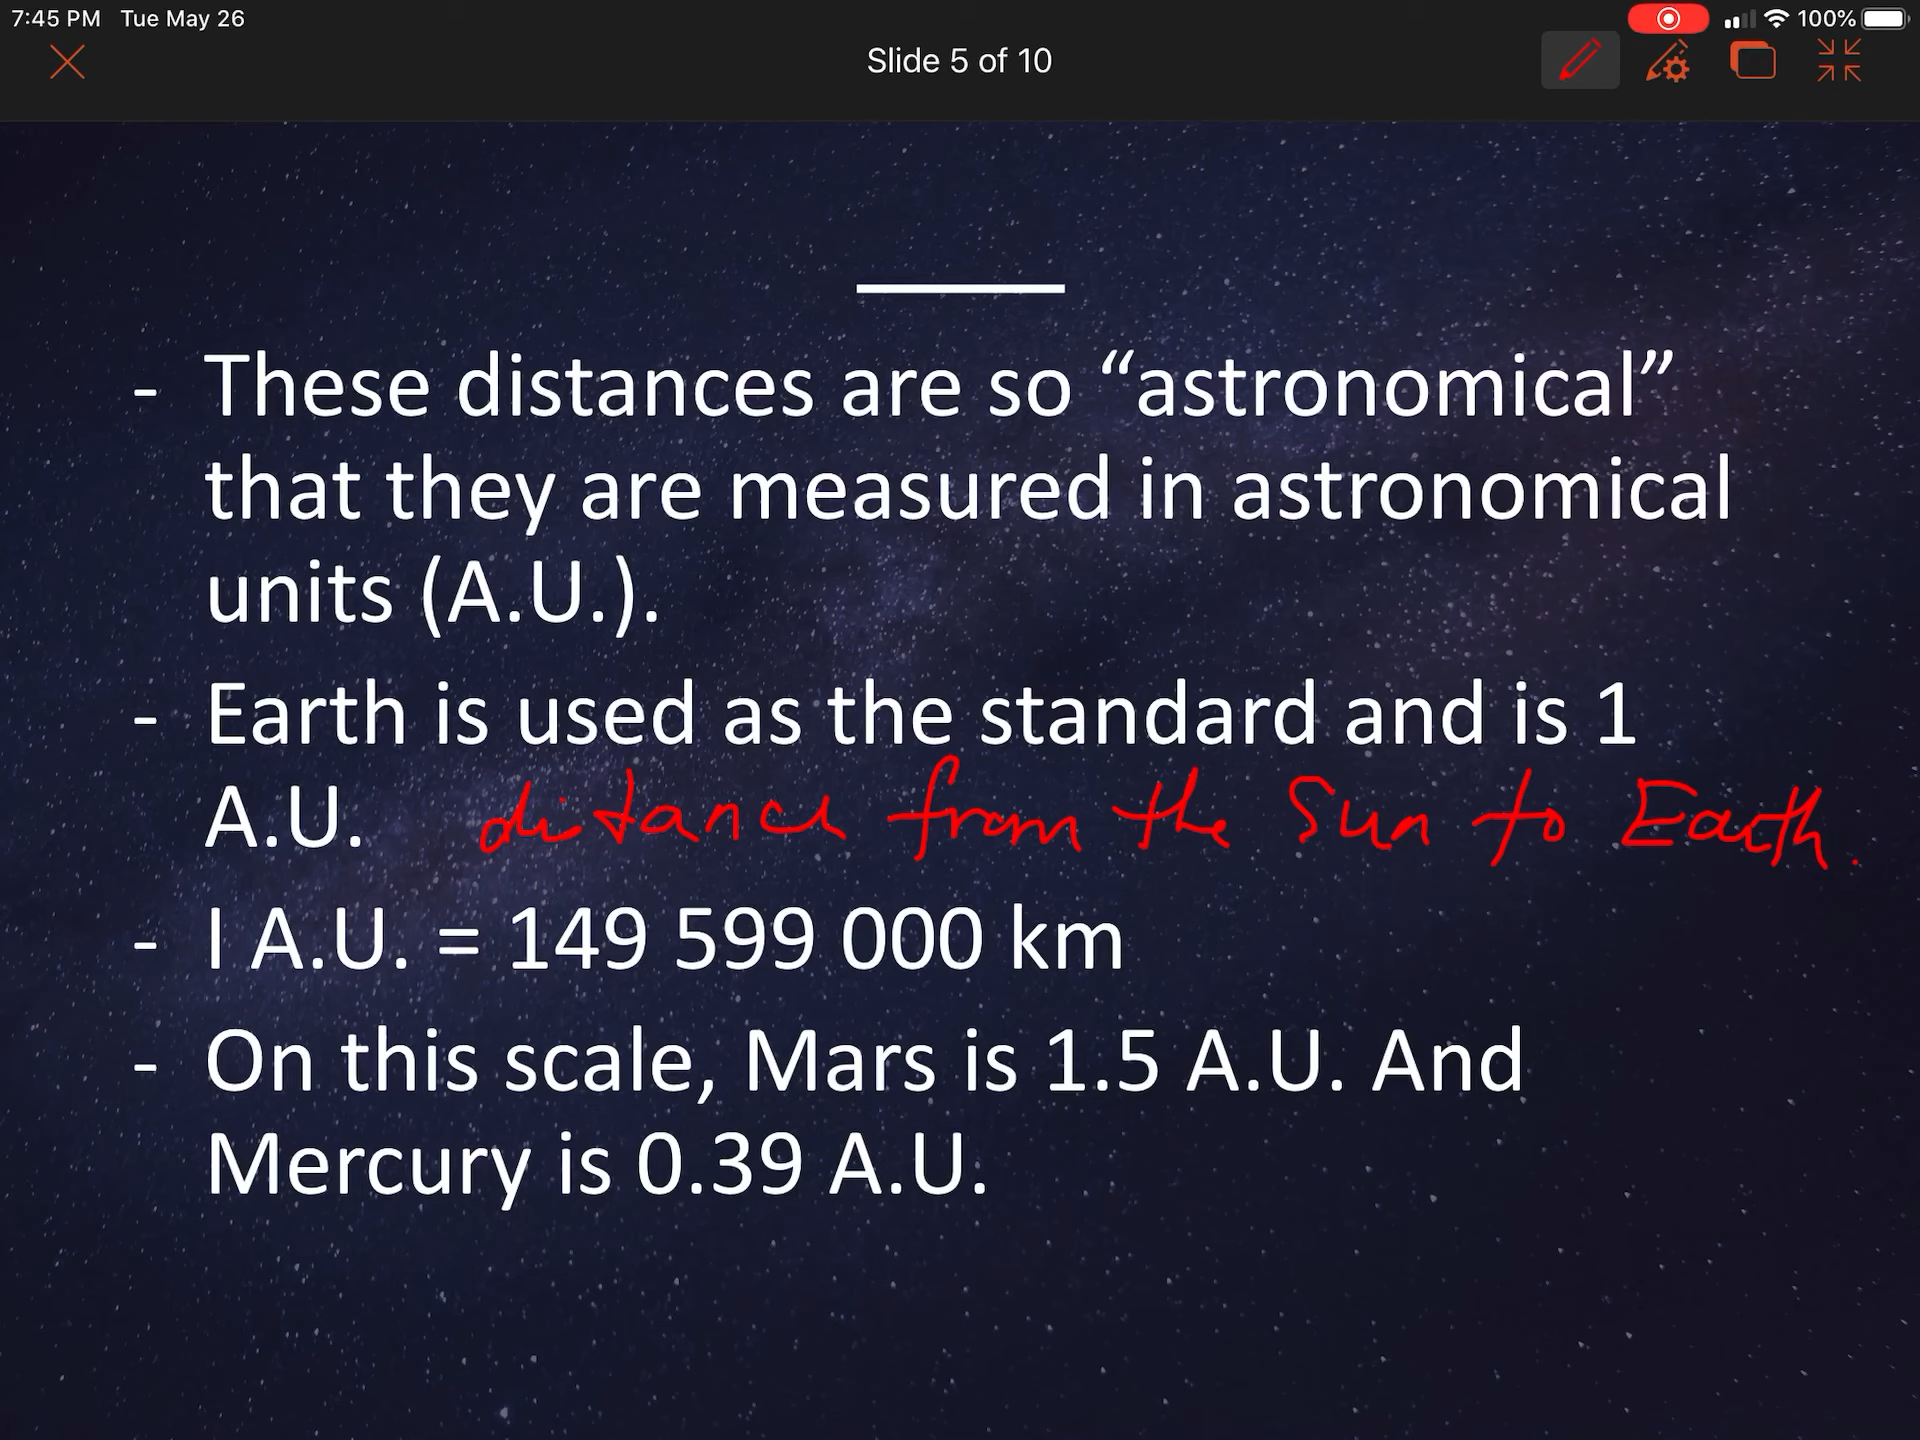 7:45 PM Tue May 26
100%
Slide 5 of 10
- These distances are so “astronomical”
that they are measured in astronomical
units (A.U.).
- Earth is used as the standard and is 1
A.U. distance from the Sun to Earth.
- I A.U. = 149 599 000 km
- On this scale, Mars is 1.5 A.U. And
Mercury is 0.39 A.U.